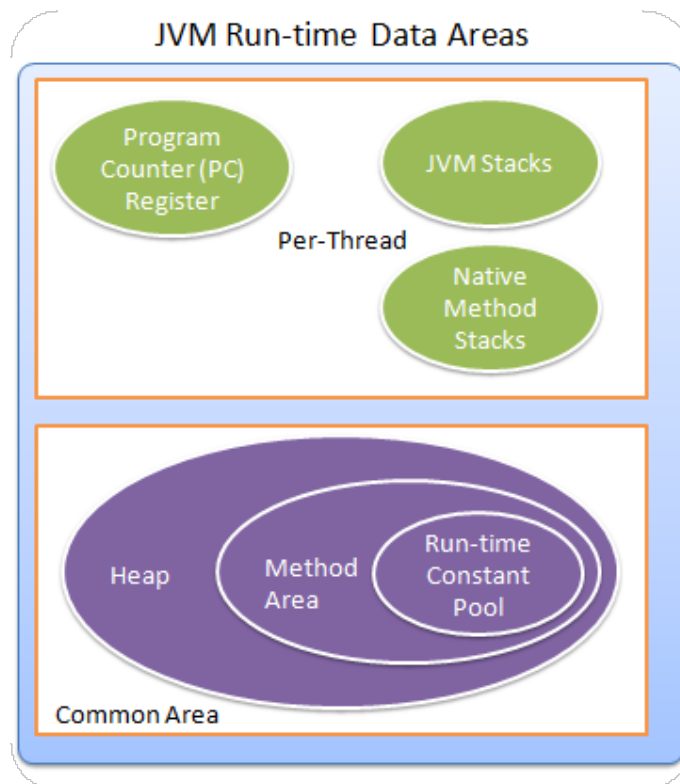 JVM Run-time Data Areas
Program
Counter (PC)
Register
JVM Stacks
Per-Thread
Native
Method
Stacks
Heap
Method
Area
Run-time
Constant
Pool
Common Area